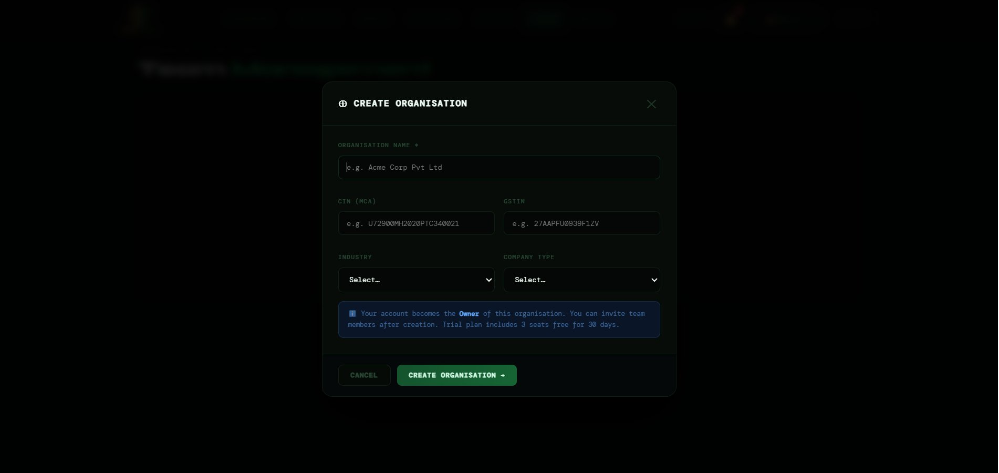 CREATE ORGANISATION
ORGANISATION NAME *
e.g. Acme Corp Pvt Ltd
CIN (MCA)
GSTIN
e.g. U72900MH2020PTC340021
e.g. 27AAPFU0939F1ZV
INDUSTRY
COMPANY TYPE
Select…
Select…
Your account becomes the Owner of this organisation. You can invite team
members after creation. Trial plan includes 3 seats free for 30 days.
CANCEL
CREATE ORGANISATION →